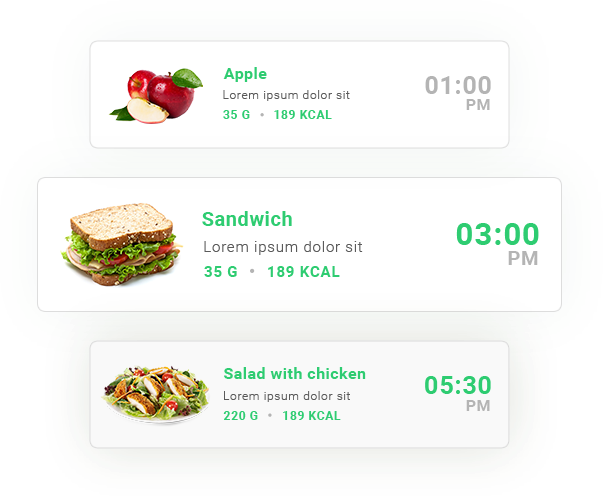 Apple
Lorem ipsum dolor sit
35 G • 189 KCAL
01:00
PM
Sandwich
Lorem ipsum dolor sit
35 G • 189 KCAL
03:00
PM
Salad with chicken
Lorem ipsum dolor sit
220 G • 189 KCAL
05:30
PM